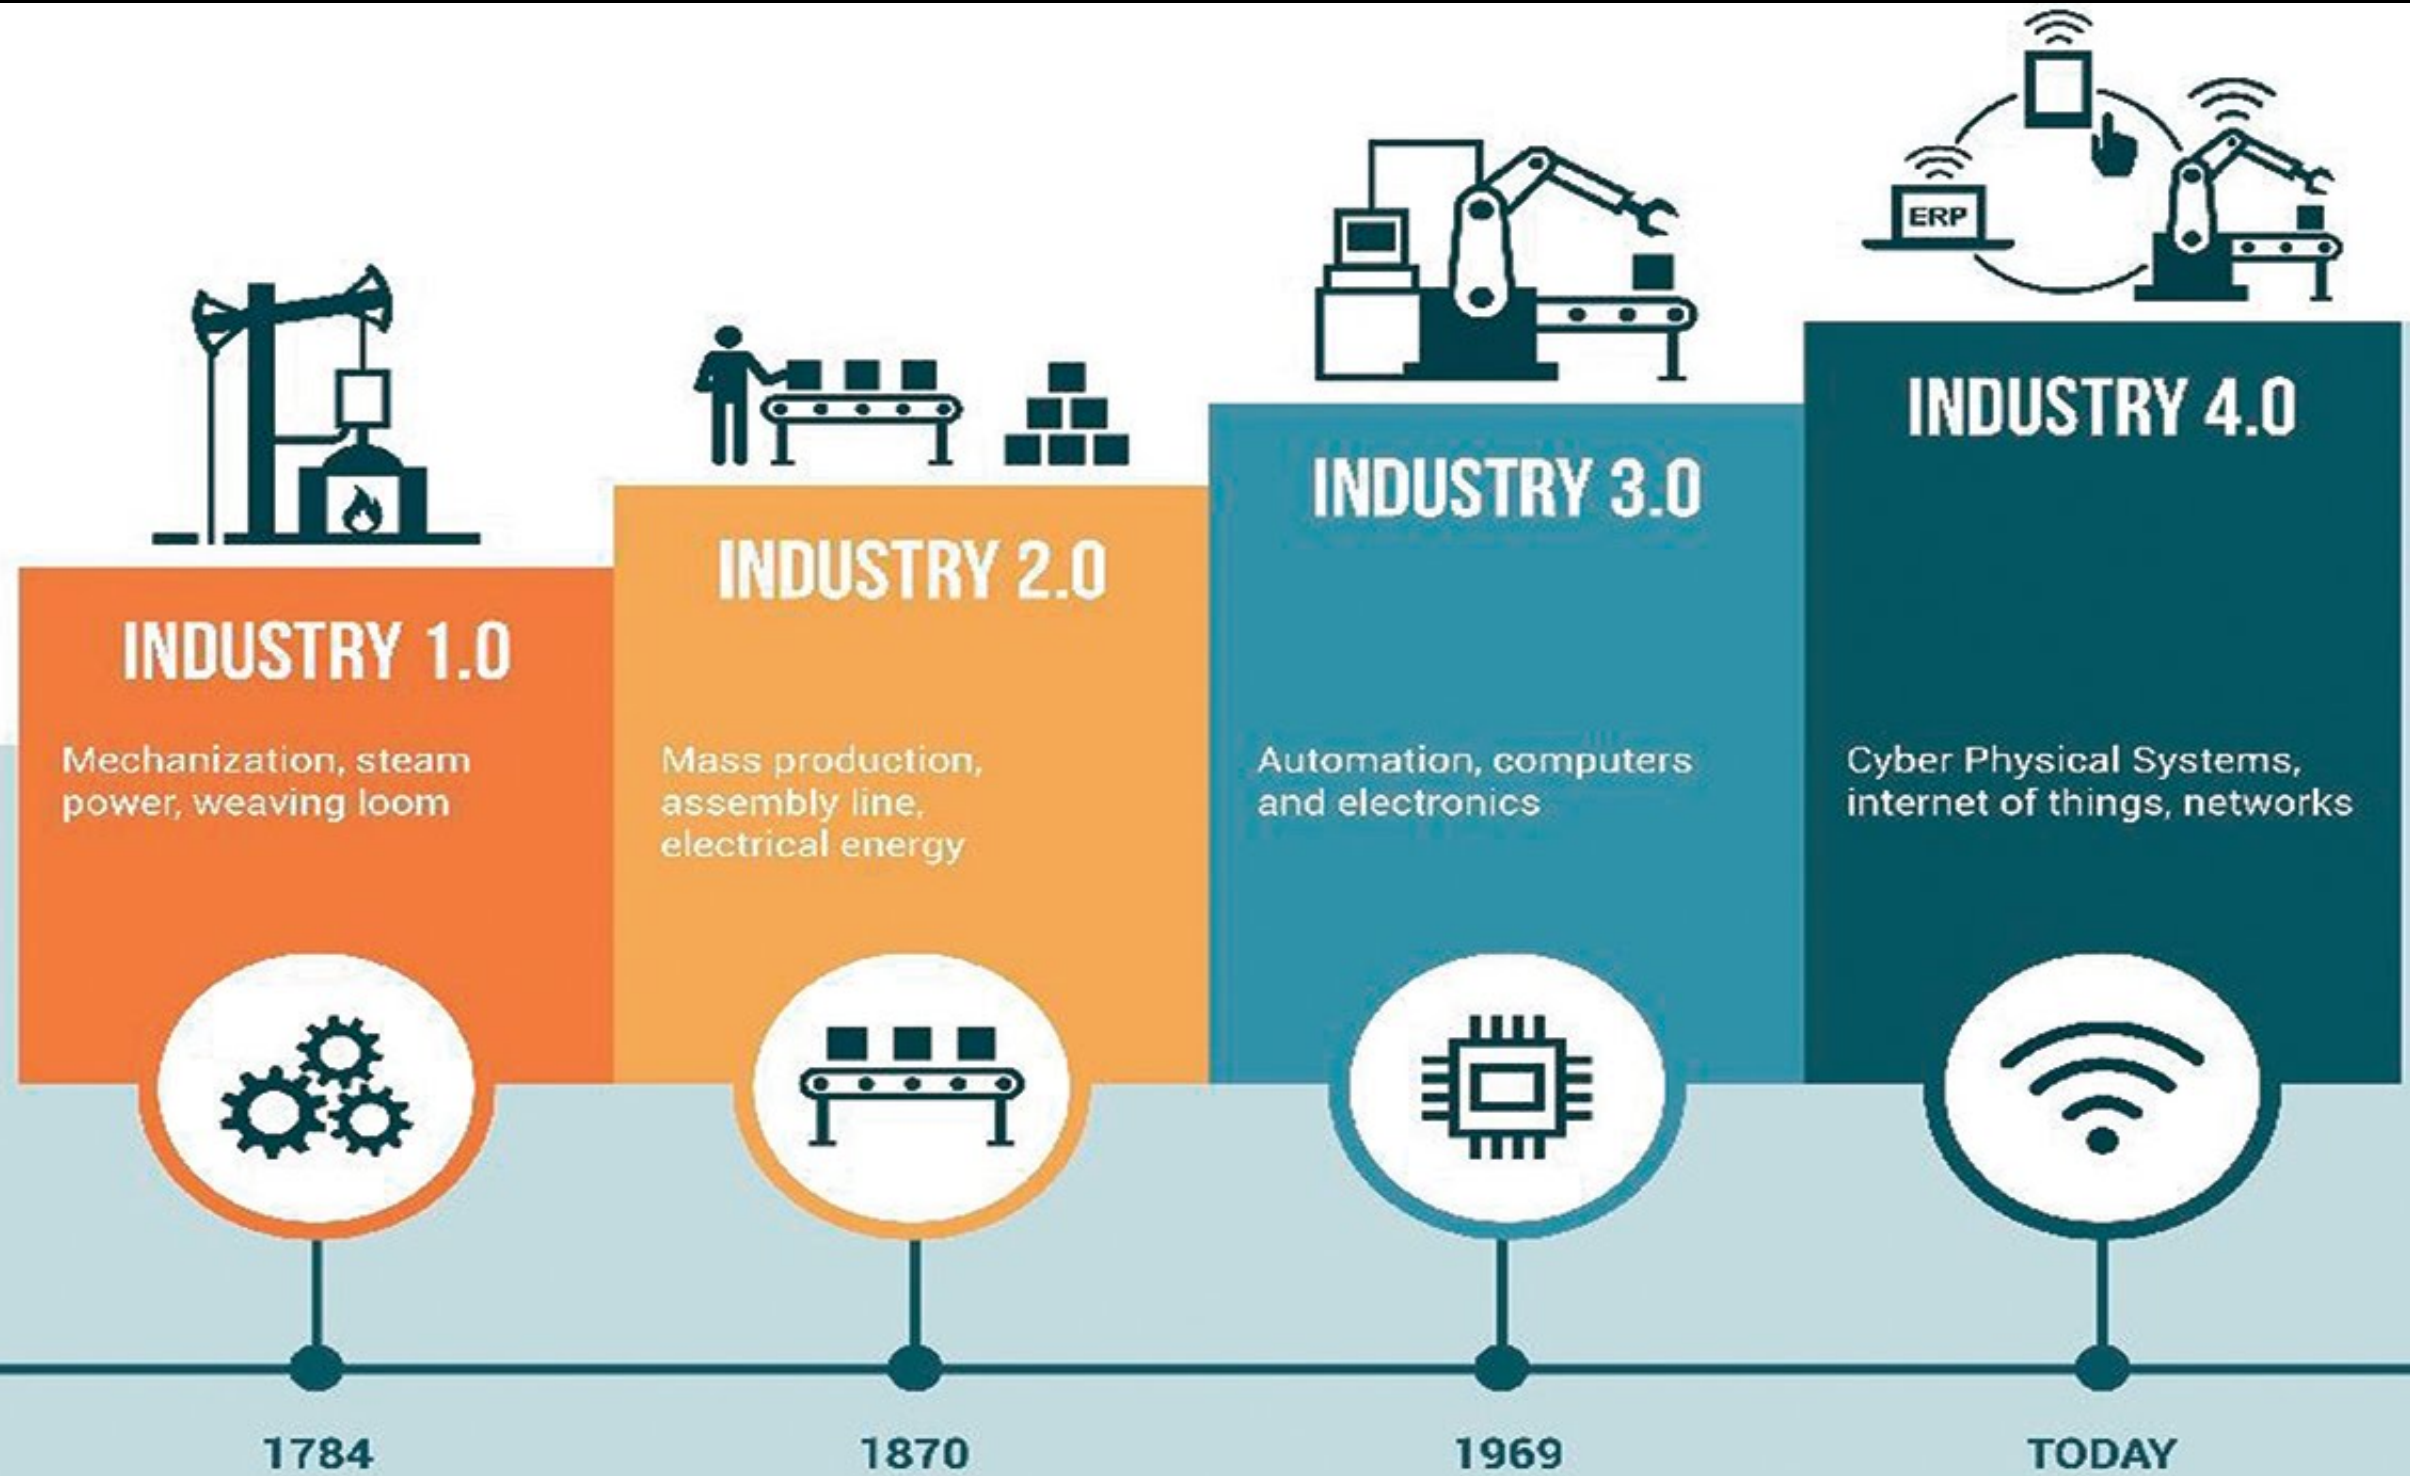 ERP
INDUSTRY 1.0
Mechanization, steam
power, weaving loom
1784
INDUSTRY 2.0
Mass production,
assembly line,
electrical energy
1870
INDUSTRY 3.0
Automation, computers
and electronics
1969
INDUSTRY 4.0
Cyber Physical Systems,
internet of things, networks
TODAY